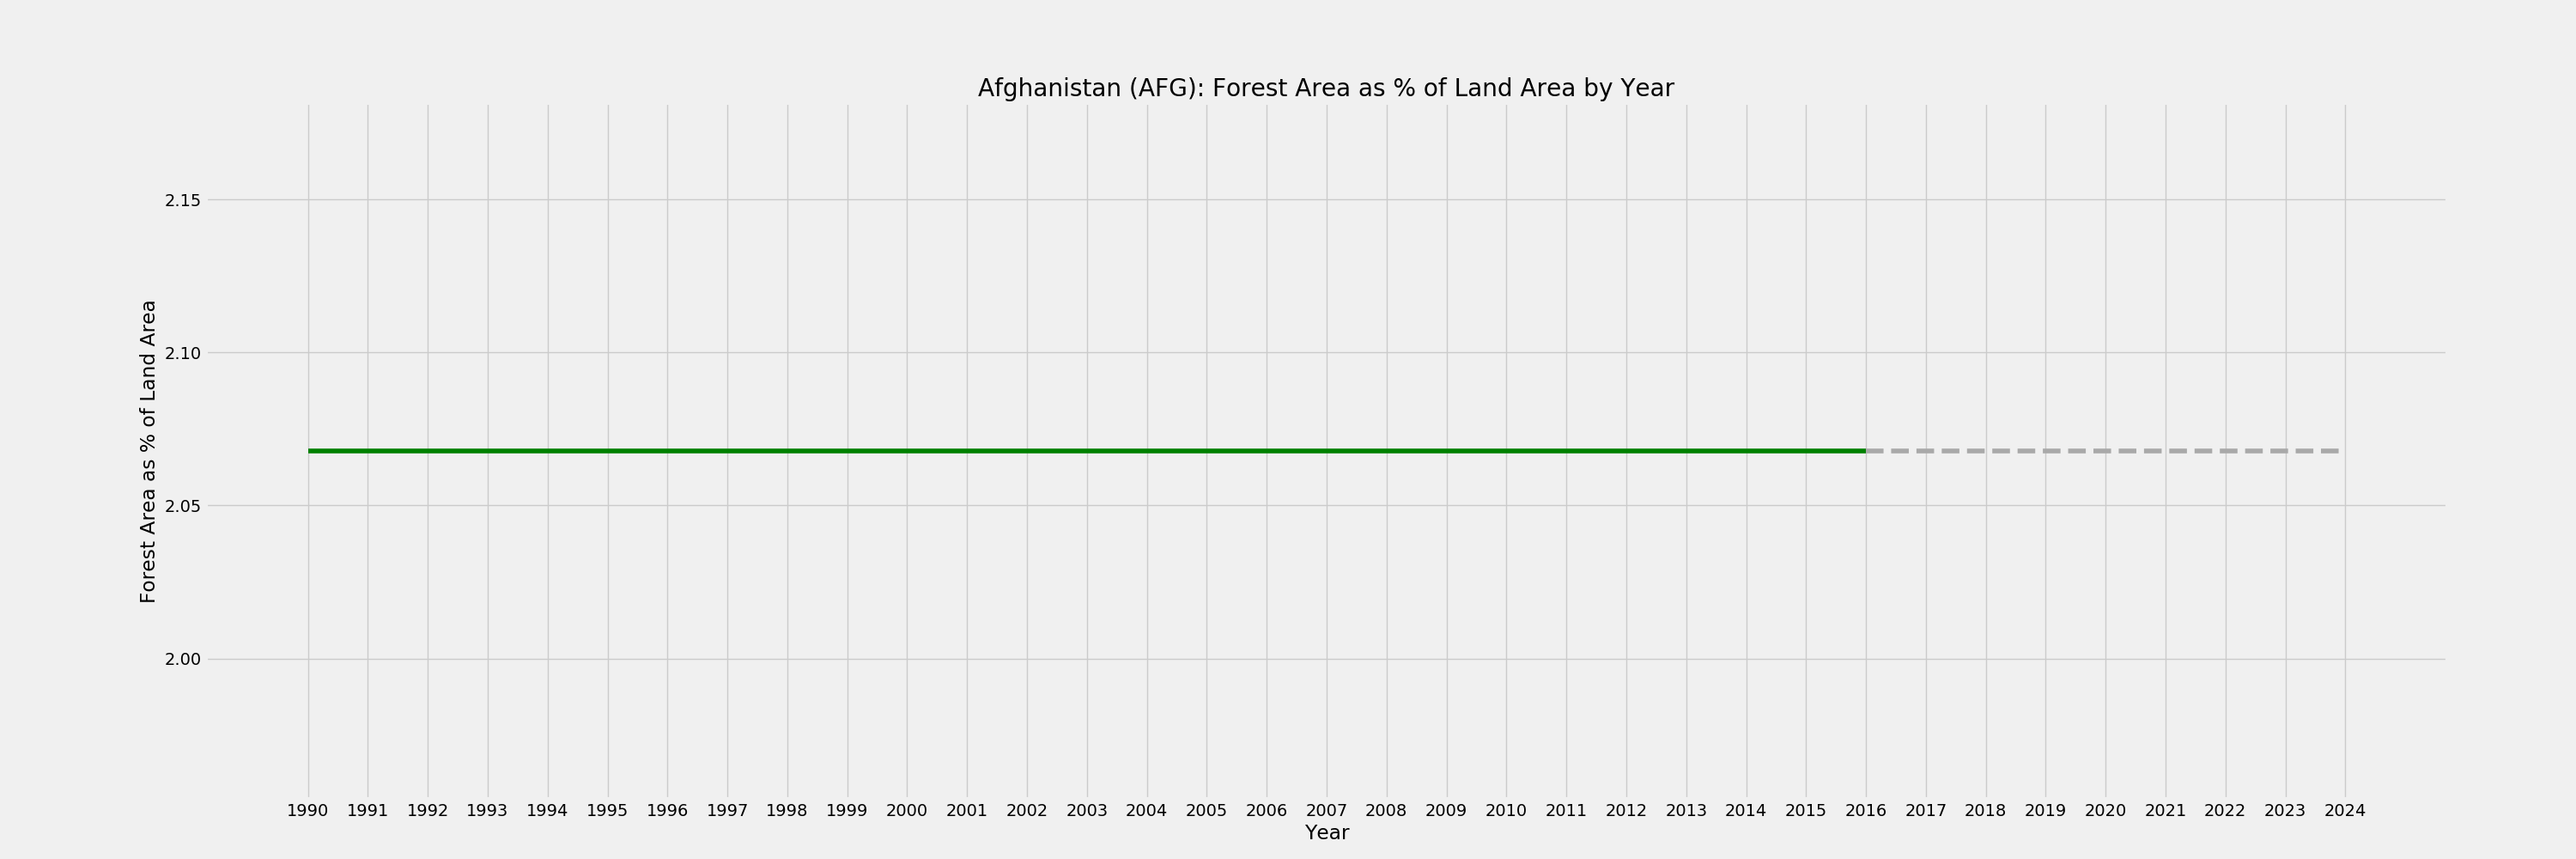 Afghanistan (AFG): Forest Area as % of Land Area by Year
Forest Area as % of Land Area
2.15
2.10
2.05
2.00
1990 1991 1992 1993 1994 1995 1996 1997 1998 1999 2000 2001 2002 2003 2004 2005 2006 2007 2008 2009 2010 2011 2012 2013 2014 2015 2016 2017 2018 2019 2020 2021 2022 2023 2024
Year